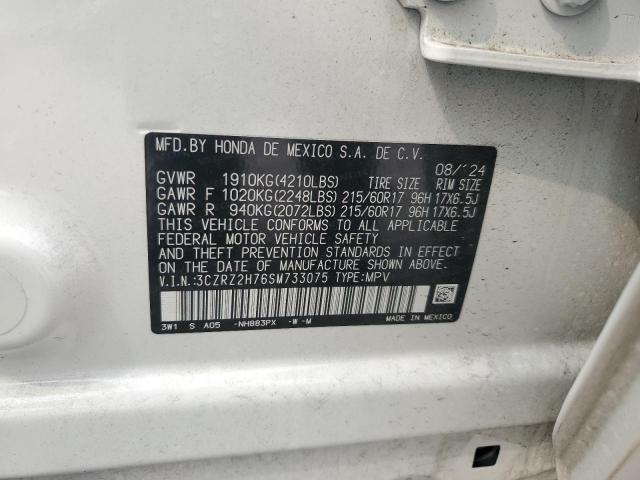 MFD.BY HONDA DE MEXICO S.A. DE C.V. 08/'24
GVWR 1910KG(4210LBS) TIRE SIZE RIM SIZE
GAWR F 1020KG(2248LBS) 215/60R17 96H 17X6.5J
GAWR R 940KG(2072LBS) 215/60R17 96H 17X6.5J
THIS VEHICLE CONFORMS TO ALL APPLICABLE
FEDERAL MOTOR VEHICLE SAFETY
AND THEFT PREVENTION STANDARDS IN EFFECT
ON THE DATE OF MANUFACTURE SHOWN ABOVE.
V.I.N.:3CZRZ2H76SM733075 TYPE:MPV
3W1 S A05 -NH883PX -W -M MADE IN MEXICO